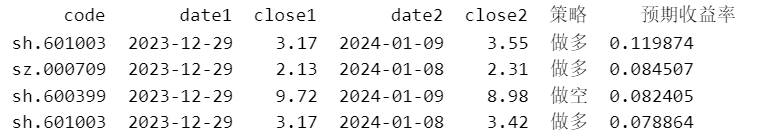 code date1 close1 date2 close2 策略 预期收益率
sh.601003 2023-12-29 3.17 2024-01-09 3.55 做多 0.119874
sz.000709 2023-12-29 2.13 2024-01-08 2.31 做多 0.084507
sh.600399 2023-12-29 9.72 2024-01-09 8.98 做空 0.082405
sh.601003 2023-12-29 3.17 2024-01-08 3.42 做多 0.078864